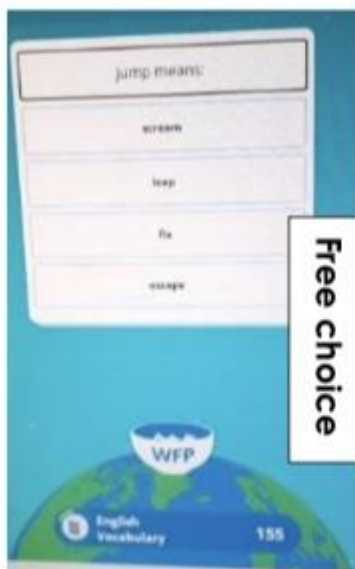 jump means:
scream
leap
fix
escape
Free choice
WFP
English
Vocabulary
155